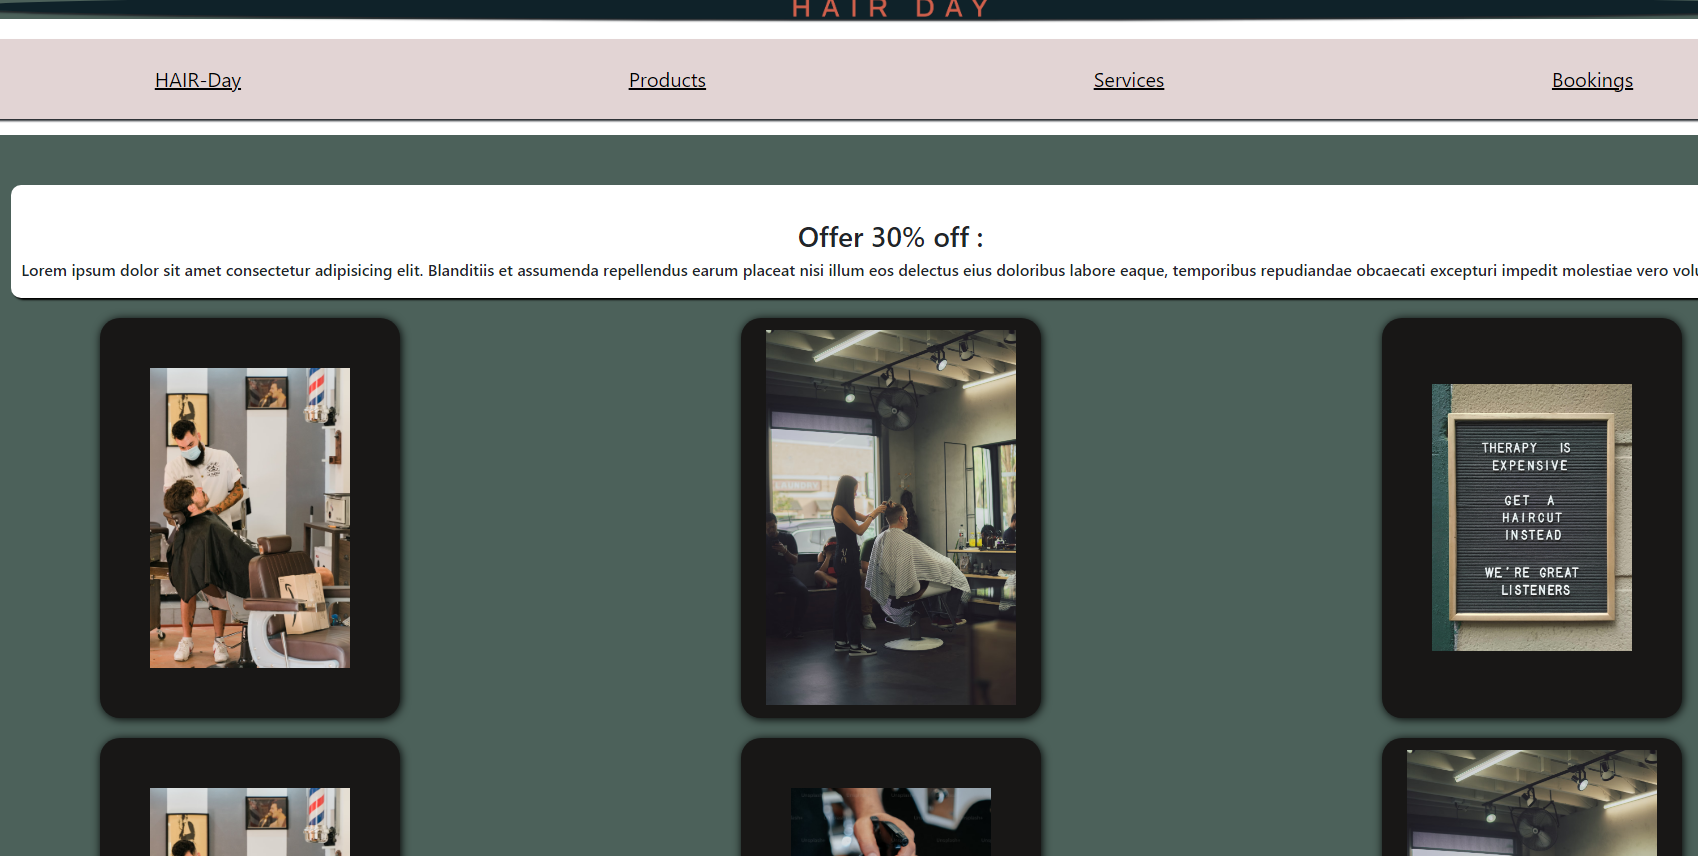 HAIR DAY
HAIR-Day
Products
Services
Bookings
Offer 30% off :
Lorem ipsum dolor sit amet consectetur adipisicing elit. Blanditiis et assumenda repellendus earum placeat nisi illum eos delectus eius doloribus labore eaque, temporibus repudiandae obcaecati excepturi impedit molestiae vero
LAUNDRY
THERAPY IS
EXPENSIVE
GET A
HAIRCUT
INSTEAD
WE'RE GREAT
LISTENERS